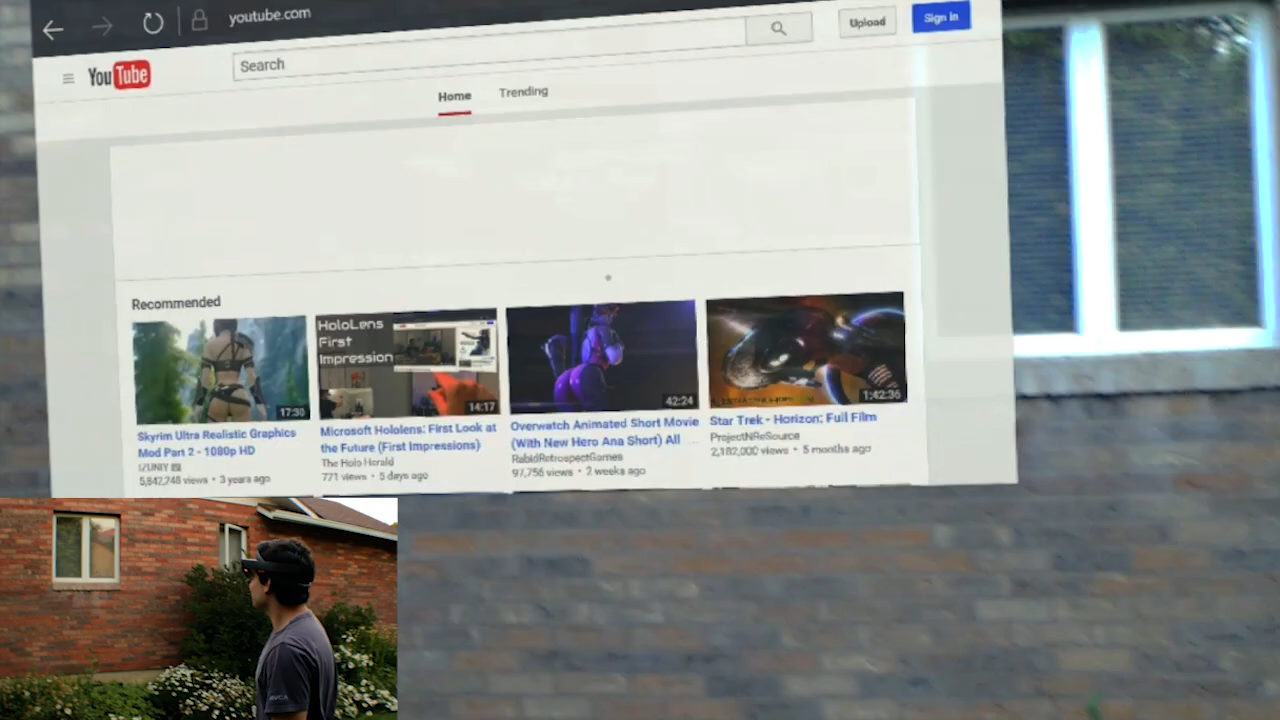 youtube.com
YouTube
Search
Upload
Sign in
Home
Trending
Recommended
17:30
Skyrim Ultra Realistic Graphics
Mod Part 2 - 1080p HD
IZUNIY
5,842,248 views • 3 years ago
HoloLens
First
Impression
14:17
Microsoft Hololens: First Look at
the Future (First Impressions)
The Holo Herald
771 views • 5 days ago
42:24
Overwatch Animated Short Movie
(With New Hero Ana Short) All ...
RabidRetrospectGames
97,756 views • 2 weeks ago
1:42:36
Star Trek - Horizon: Full Film
ProjectNReSource
2,182,000 views • 5 months ago
RVCA